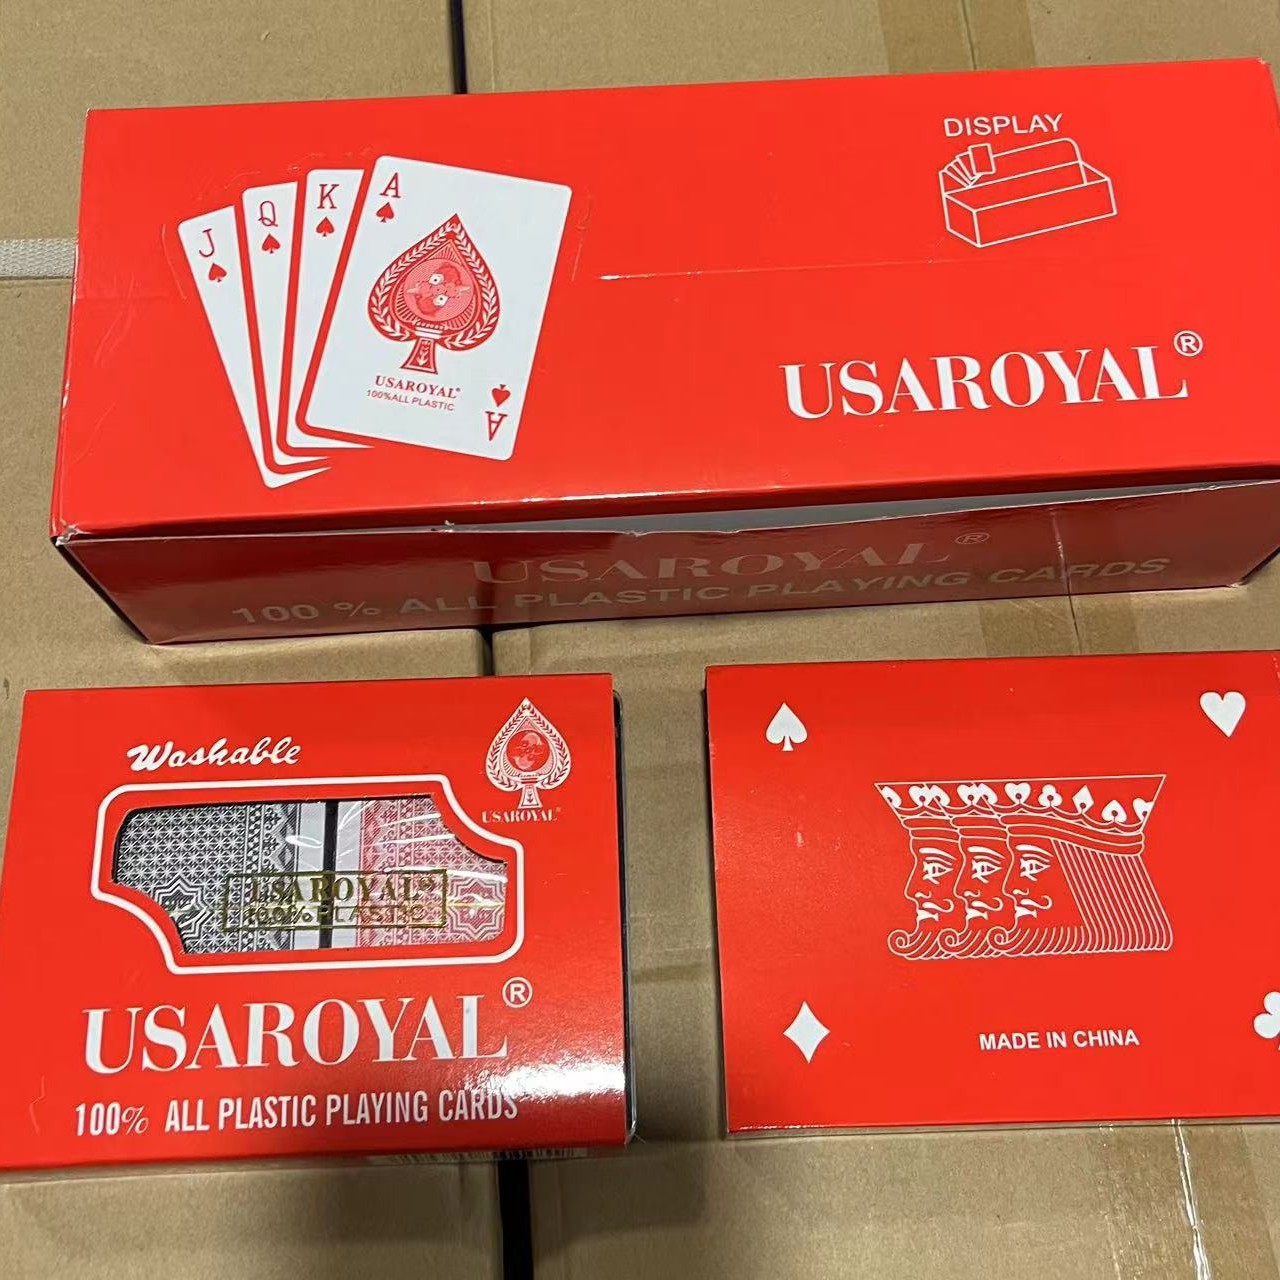 DISPLAY
J
Q
K
A
USAROYAL®
100%ALL PLASTIC
A
USAROYAL®
USAROYAL®
100 % ALL PLASTIC PLAYING CARDS
Washable
USAROYAL®
USAROYAL®
100% PLASTIC
USAROYAL®
100% ALL PLASTIC PLAYING CARDS
MADE IN CHINA